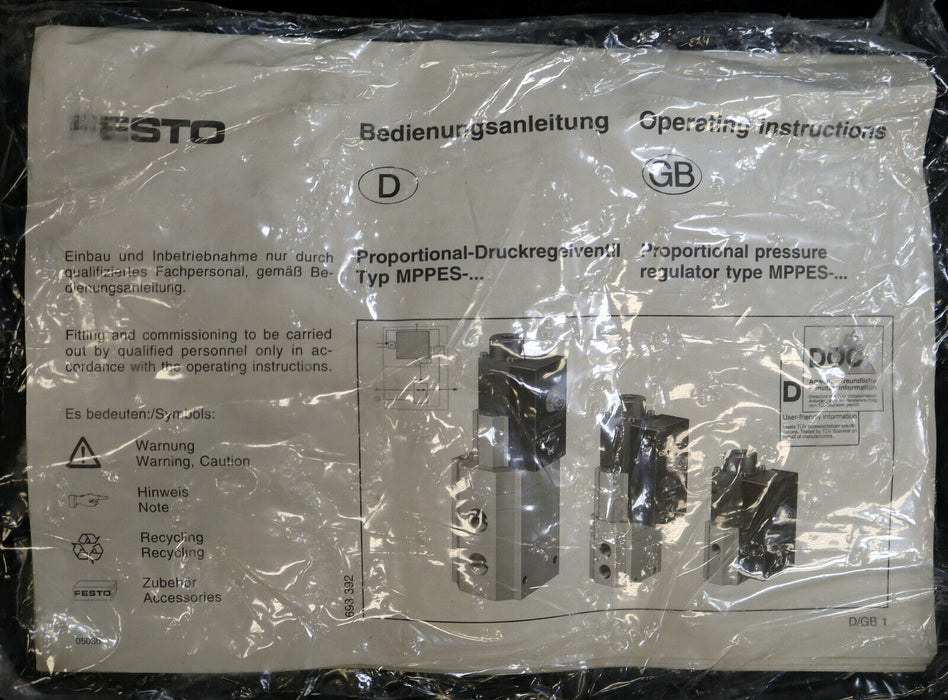 FESTO
Bedienungsanleitung
Operating instructions
D
GB
Einbau und Inbetriebnahme nur durch
qualifiziertes Fachpersonal, gemäß Be-
dienungsanleitung.
Fitting and commissioning to be carried
out by qualified personnel only in ac-
cordance with the operating instructions.
Es bedeuten:/Symbols:
Warnung
Warning, Caution
Hinweis
Note
Recycling
Recycling
FESTO
Zubehör
Accessories
Proportional-Druckregelventil
Typ MPPES-...
Proportional pressure
regulator type MPPES-...
DOC
D
User-friendly information
693 392
D/GB 1